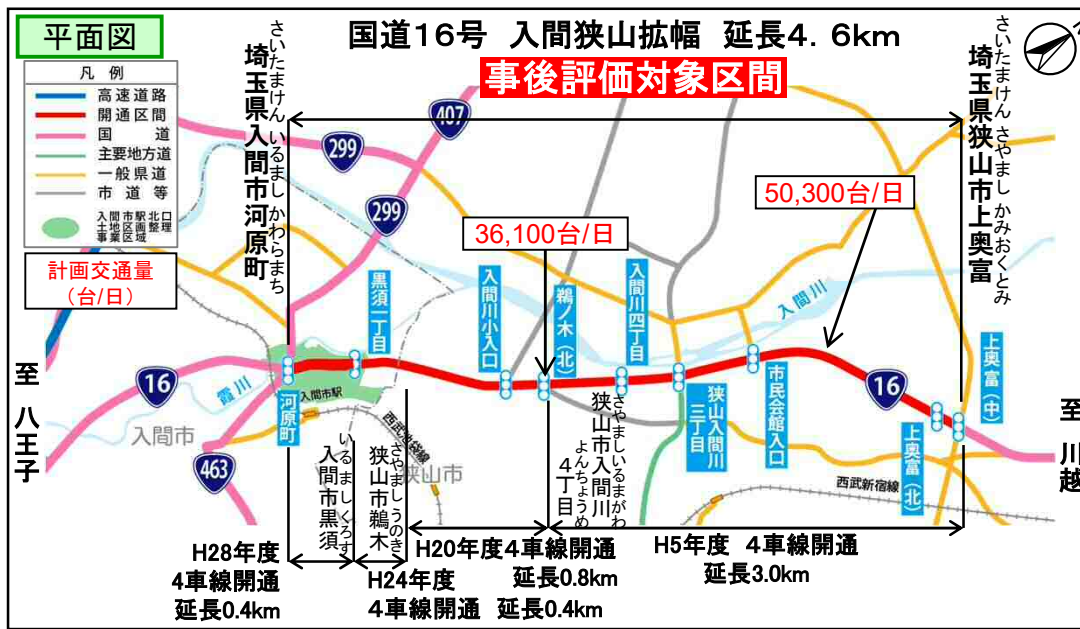 平面図
国道16号 入間狭山拡幅 延長4.6km
事後評価対象区間
凡例
高速道路
開通区間
国道
主要地方道
一般県道
市道等
入間市駅北口
土地区画整理
事業区域
計画交通量
(台/日)
埼玉県入間市河原町
さいたまけん いるまし かわらまち
埼玉県狭山市上奥富
さいたまけん さやまし かみおくとみ
407
299
299
50,300台/日
36,100台/日
黒須一丁目
入間川小入口
鵜ノ木(北)
入間川四丁目
入間川
上奥富(中)
至 八王子
16
霞川
入間市駅
河原町
入間市
463
西武池袋線
狭山市
狭山入間川三丁目
市民会館入口
16
上奥富(北)
至 川越
西武新宿線
入間市黒須
いるましくろす
狭山市鵜木
さやまし うのき
狭山市入間川
さやましいるまがわ
4丁目
よんちょうめ
H28年度
4車線開通
延長0.4km
H24年度
4車線開通 延長0.4km
H20年度4車線開通
延長0.8km
H5年度 4車線開通
延長3.0km